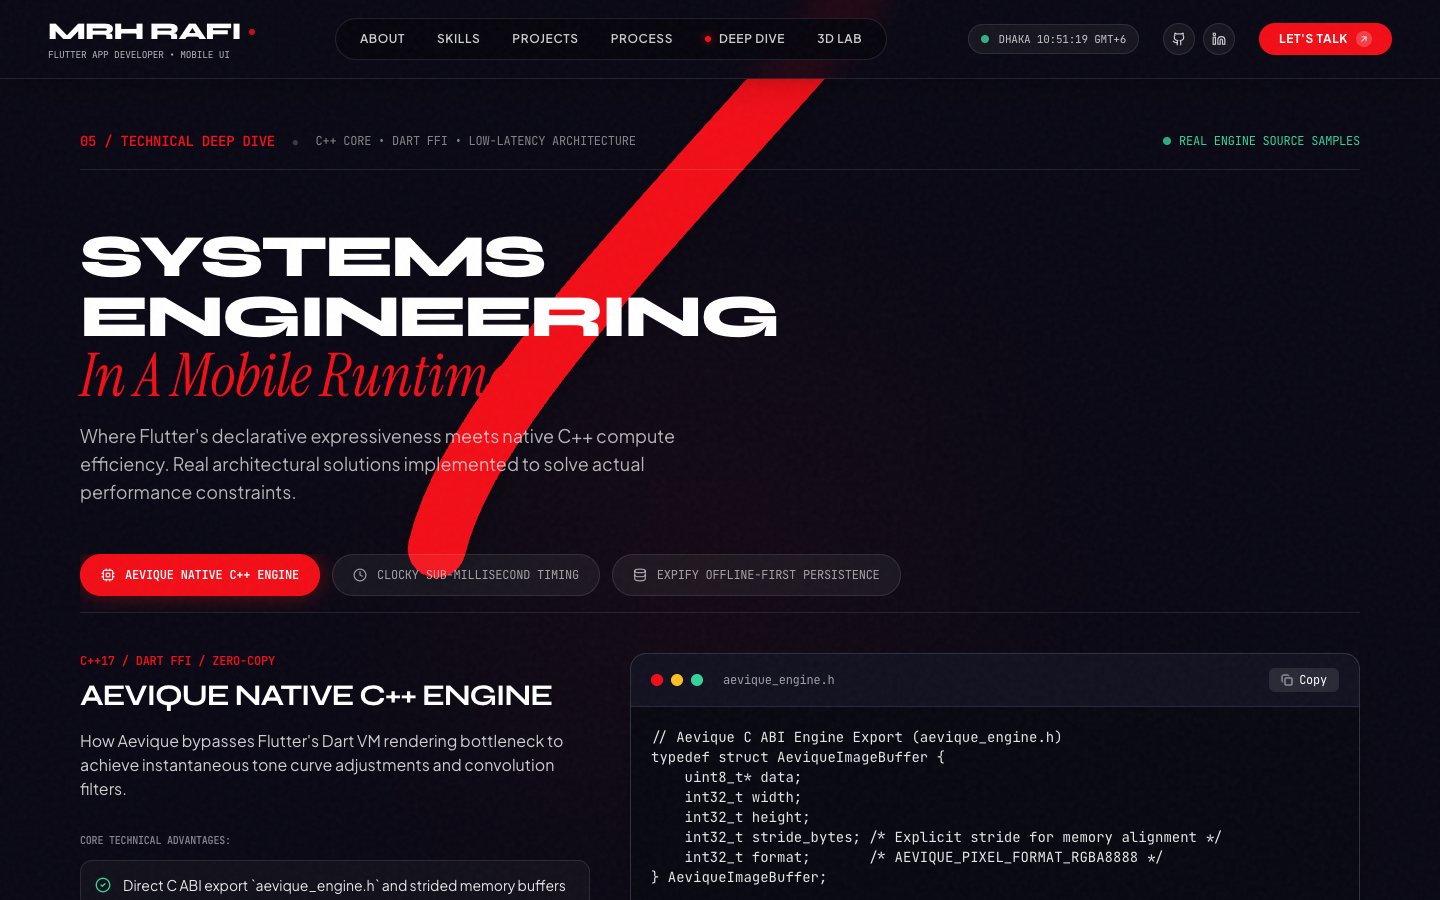 MRH RAFI
FLUTTER APP DEVELOPER • MOBILE UI
ABOUT
SKILLS
PROJECTS
PROCESS
DEEP DIVE
3D LAB
DHAKA 10:51:19 GMT+6
LET'S TALK
05 / TECHNICAL DEEP DIVE
C++ CORE • DART FFI • LOW-LATENCY ARCHITECTURE
REAL ENGINE SOURCE SAMPLES
SYSTEMS
ENGINEERING
In A Mobile Runtime
Where Flutter's declarative expressiveness meets native C++ compute
efficiency. Real architectural solutions implemented to solve actual
performance constraints.
AEVIQUE NATIVE C++ ENGINE
CLOCKY SUB-MILLISECOND TIMING
EXPIFY OFFLINE-FIRST PERSISTENCE
C++17 / DART FFI / ZERO-COPY
AEVIQUE NATIVE C++ ENGINE
How Aevique bypasses Flutter's Dart VM rendering bottleneck to
achieve instantaneous tone curve adjustments and convolution
filters.
CORE TECHNICAL ADVANTAGES:
Direct C ABI export `aevique_engine.h` and strided memory buffers
aevique_engine.h
Copy
// Aevique C ABI Engine Export (aevique_engine.h)
typedef struct AeviqueImageBuffer {
    uint8_t* data;
    int32_t width;
    int32_t height;
    int32_t stride_bytes; /* Explicit stride for memory alignment */
    int32_t format;       /* AEVIQUE_PIXEL_FORMAT_RGBA8888 */
} AeviqueImageBuffer;